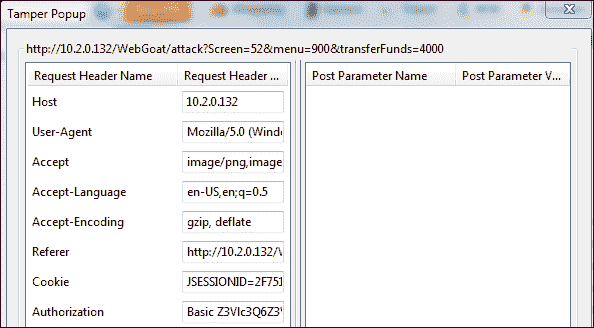 Tamper Popup
http://10.2.0.132/WebGoat/attack?Screen=52&menu=900&transferFunds=4000
Request Header Name Request Header ... Post Parameter Name Post Parameter V...
Host 10.2.0.132
User-Agent Mozilla/5.0 (Windo
Accept image/png,image
Accept-Language en-US,en;q=0.5
Accept-Encoding gzip, deflate
Referer http://10.2.0.132/W
Cookie JSESSIONID=2F751
Authorization Basic Z3Vlc3Q6Z3V